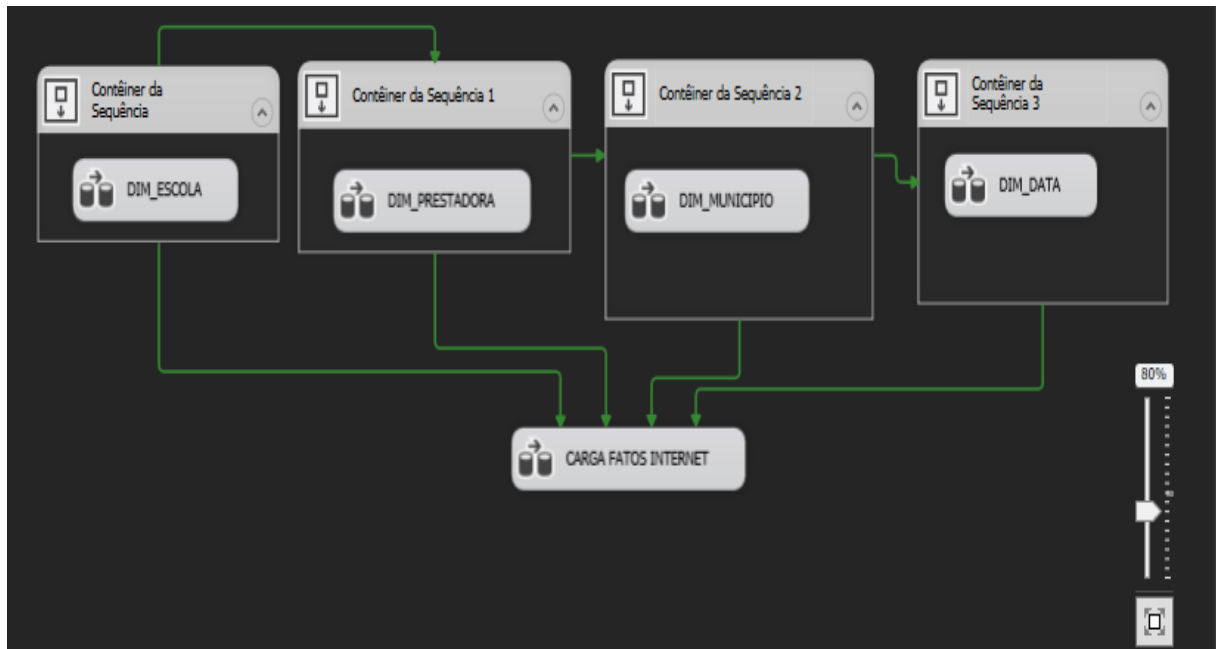 Contêiner da
Sequência
Contêiner da Sequência 1
Contêiner da Sequência 2
Contêiner da
Sequência 3
DIM_ESCOLA
DIM_PRESTADORA
DIM_MUNICIPIO
DIM_DATA
80%
CARGA FATOS INTERNET